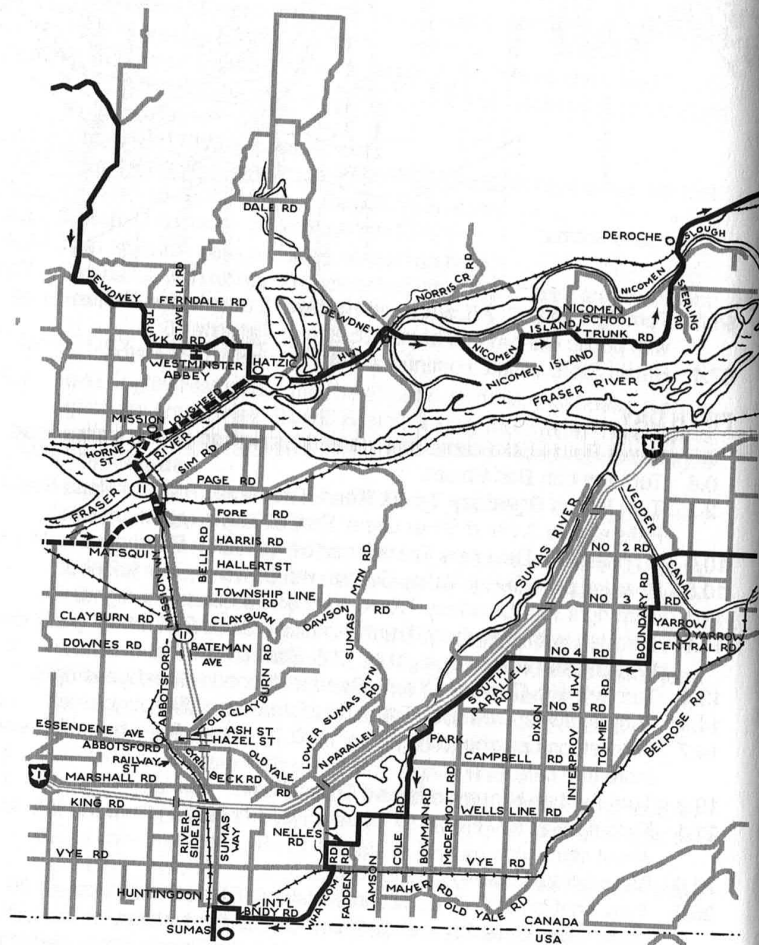 DALE RD
DEROCHE
SLOUGH
NORRIS CR RD
NICOMEN
DEWDNEY
TRUNK RD
STAVE LK RD
FERNDALE RD
DEWDNEY
7
NICOMEN
SCHOOL
ISLAND TRUNK RD
STERLING RD
HWY
NICOMEN
NICOMEN ISLAND
WESTMINSTER
ABBEY
HATZIC
7
FRASER RIVER
LOUGHEED
MISSION
HORNE
ST
RIVER
SIM RD
1
FRASER
11
PAGE RD
FORE RD
VEDDER
CANAL
SUMAS RIVER
MATSQUI
BELL RD
HARRIS RD
HALLERT ST
NO 2 RD
MISSION
SUMAS MTN RD
TOWNSHIP LINE
RD
NO 3 RD
BOUNDARY RD
CLAYBURN RD
CLAYBURN
DAWSON RD
YARROW
YARROW
CENTRAL RD
11
DOWNES RD
BATEMAN
AVE
NO 4 RD
ABBOTSFORD
OLD CLAYBURN RD
LOWER SUMAS MTN
RD
SOUTH
PARALLEL
RD
DIXON
INTERPROV HWY
TOLMIE RD
NO 5 RD
BELROSE RD
ESSENDENE AVE
ASH ST
HAZEL ST
ABBOTSFORD
RAILWAY
ST
N PARALLEL
PARK
OLD YALE
RD
CAMPBELL RD
1
MARSHALL RD
BECK RD
KING RD
RIVER
SIDE RD
SUMAS
WAY
NELLES
RD
COLE RD
BOWMAN RD
McDERMOTT RD
WELLS LINE RD
VYE RD
VYE RD
WHATCOM RD
FADDEN RD
LAMSON
MAHER RD
OLD YALE RD
HUNTINGDON
INT'L
BNDY RD
SUMAS
CANADA
USA